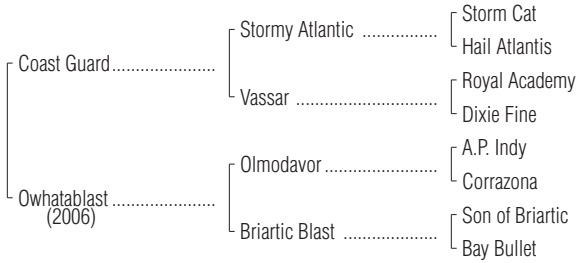 Storm Cat
Stormy Atlantic ..................
Hail Atlantis
Coast Guard........................
Royal Academy
Vassar .................................
Dixie Fine
A.P. Indy
Olmodavor...........................
Corrazona
Owhatablast........................
(2006)
Son of Briartic
Briartic Blast ......................
Bay Bullet